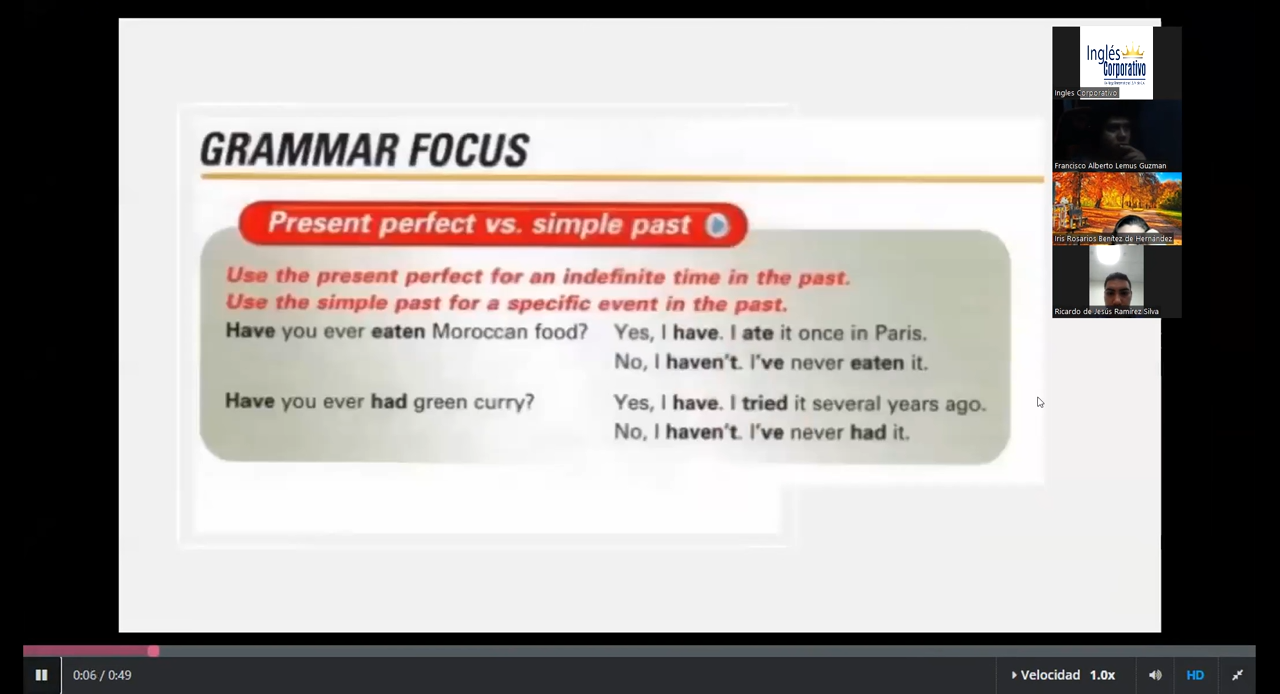 GRAMMAR FOCUS
Present perfect vs. simple past
Use the present perfect for an indefinite time in the past.
Use the simple past for a specific event in the past.
Have you ever eaten Moroccan food?
Yes, I have. I ate it once in Paris.
No, I haven't. I've never eaten it.
Have you ever had green curry?
Yes, I have. I tried it several years ago.
No, I haven't. I've never had it.
Inglés
Corporativo
Ingles Corporativo
Francisco Alberto Lemus Guzman
Iris Rosarios Benitez de Hernandez
Ricardo de Jesús Ramirez Silva
0:06 / 0:49
Velocidad 1.0x
HD